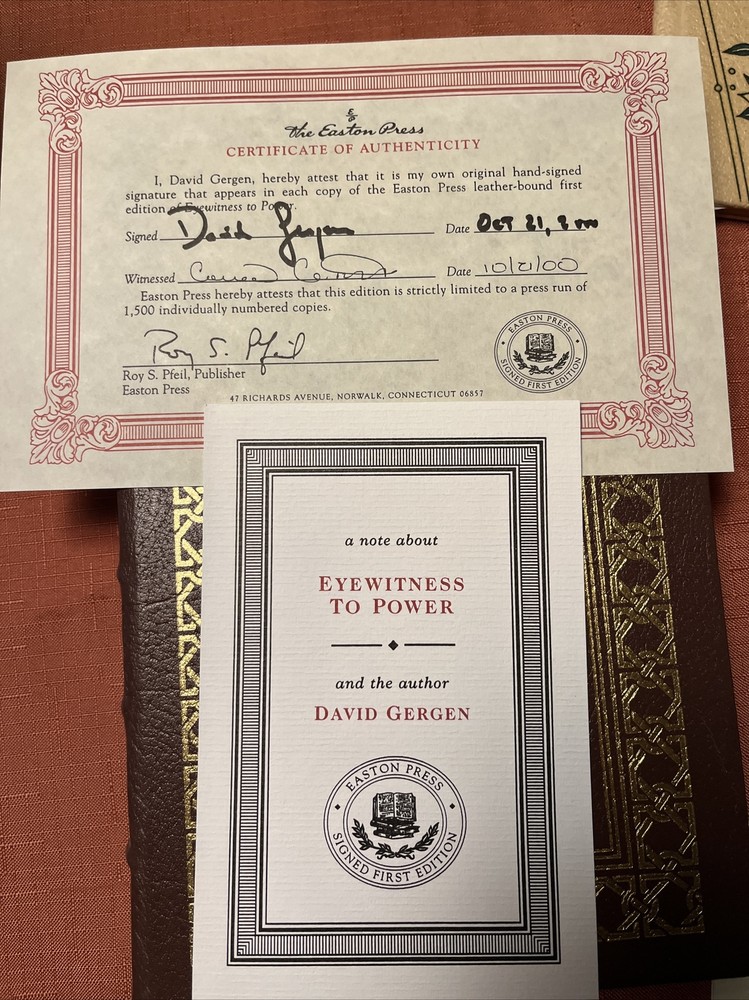 The Easton Press
CERTIFICATE OF AUTHENTICITY
I, David Gergen, hereby attest that it is my own original hand-signed
signature that appears in each copy of the Easton Press leather-bound first
edition of Eyewitness to Power.
Signed David Gergen Date OCT 21, 2000
Witnessed Date 10/21/00
Easton Press hereby attests that this edition is strictly limited to a press run of
1,500 individually numbered copies.
Roy S. Pfeil
Roy S. Pfeil, Publisher
Easton Press
EASTON PRESS
SIGNED FIRST EDITION
47 RICHARDS AVENUE, NORWALK, CONNECTICUT 06857
a note about
EYEWITNESS
TO POWER
and the author
DAVID GERGEN
EASTON PRESS
SIGNED FIRST EDITION